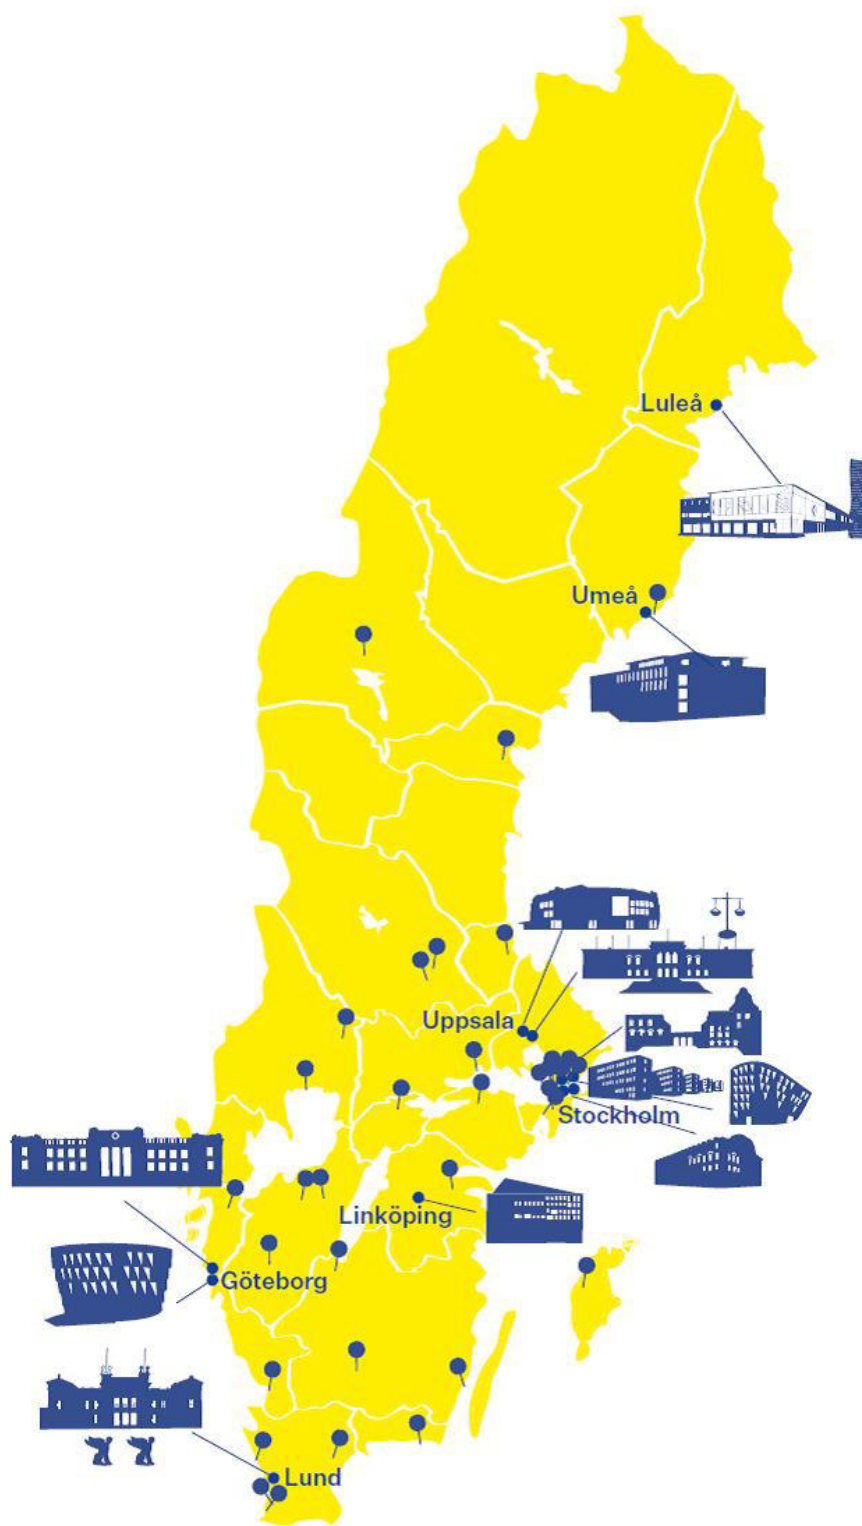 Luleå
Umeå
Uppsala
Stockholm
Linköping
Göteborg
Lund